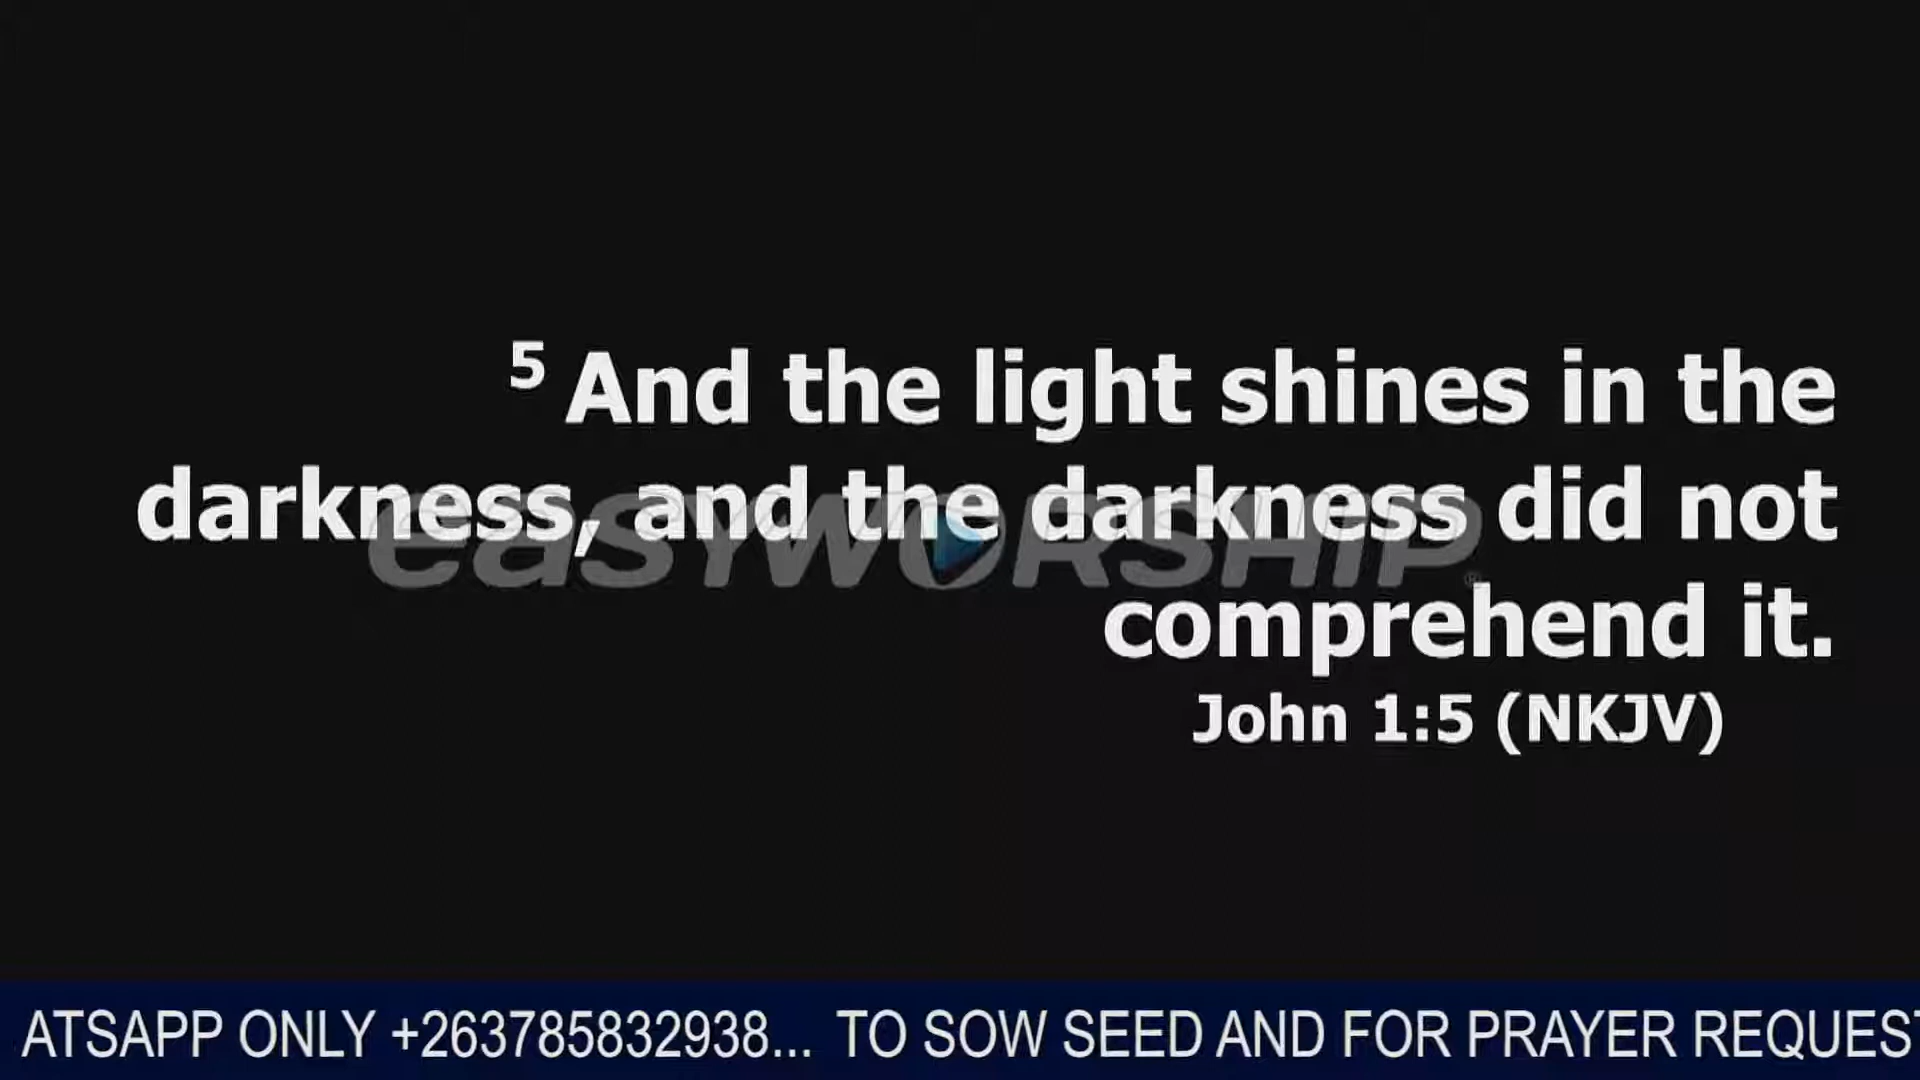 5 And the light shines in the
darkness, and the darkness did not
comprehend it.
John 1:5 (NKJV)
easyWORSHIP®
ATSAPP ONLY +263785832938... TO SOW SEED AND FOR PRAYER REQUEST